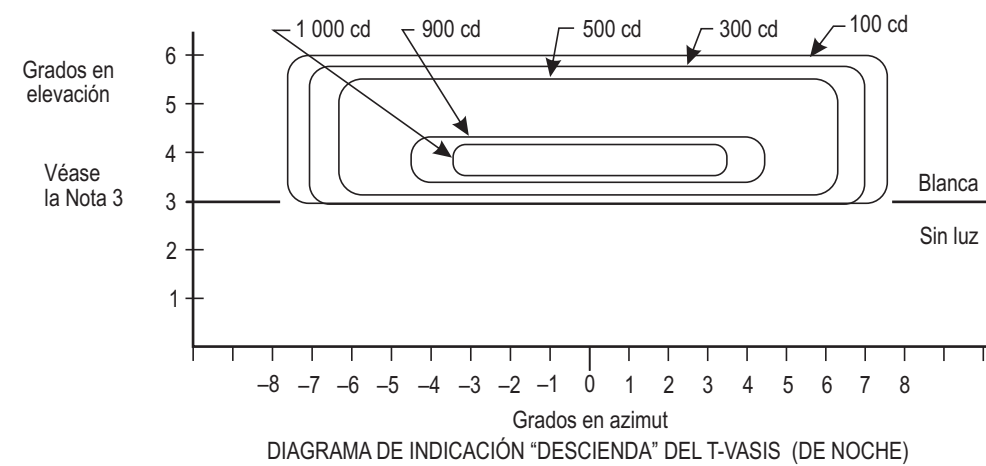 1 000 cd
900 cd
500 cd
300 cd
100 cd
Grados en
elevación
6
5
4
3
2
1
Véase
la Nota 3
Blanca
Sin luz
–8 –7 –6 –5 –4 –3 –2 –1 0 1 2 3 4 5 6 7 8
Grados en azimut
DIAGRAMA DE INDICACIÓN “DESCIENDA” DEL T-VASIS (DE NOCHE)